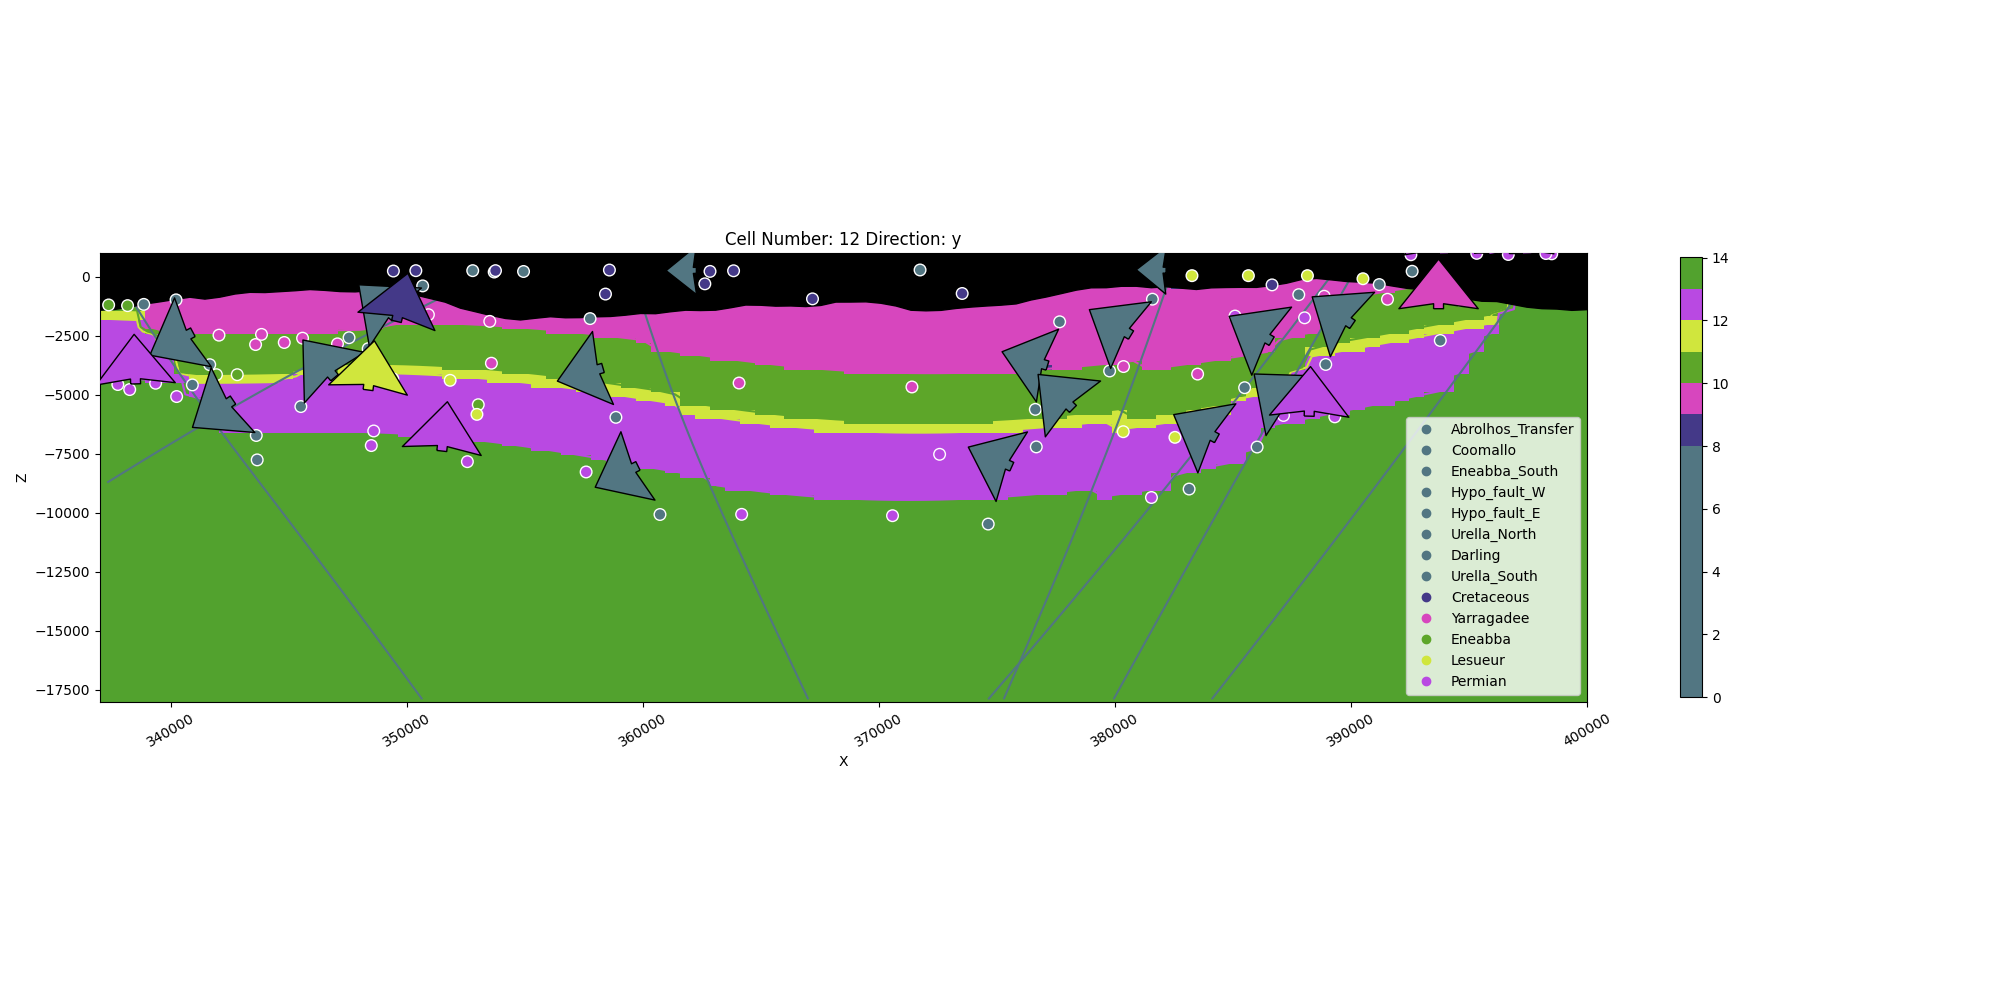 Cell Number: 12 Direction: y
Z
0
−2500
−5000
−7500
−10000
−12500
−15000
−17500
340000
350000
360000
370000
380000
390000
400000
X
Abrolhos_Transfer
Coomallo
Eneabba_South
Hypo_fault_W
Hypo_fault_E
Urella_North
Darling
Urella_South
Cretaceous
Yarragadee
Eneabba
Lesueur
Permian
14
12
10
8
6
4
2
0